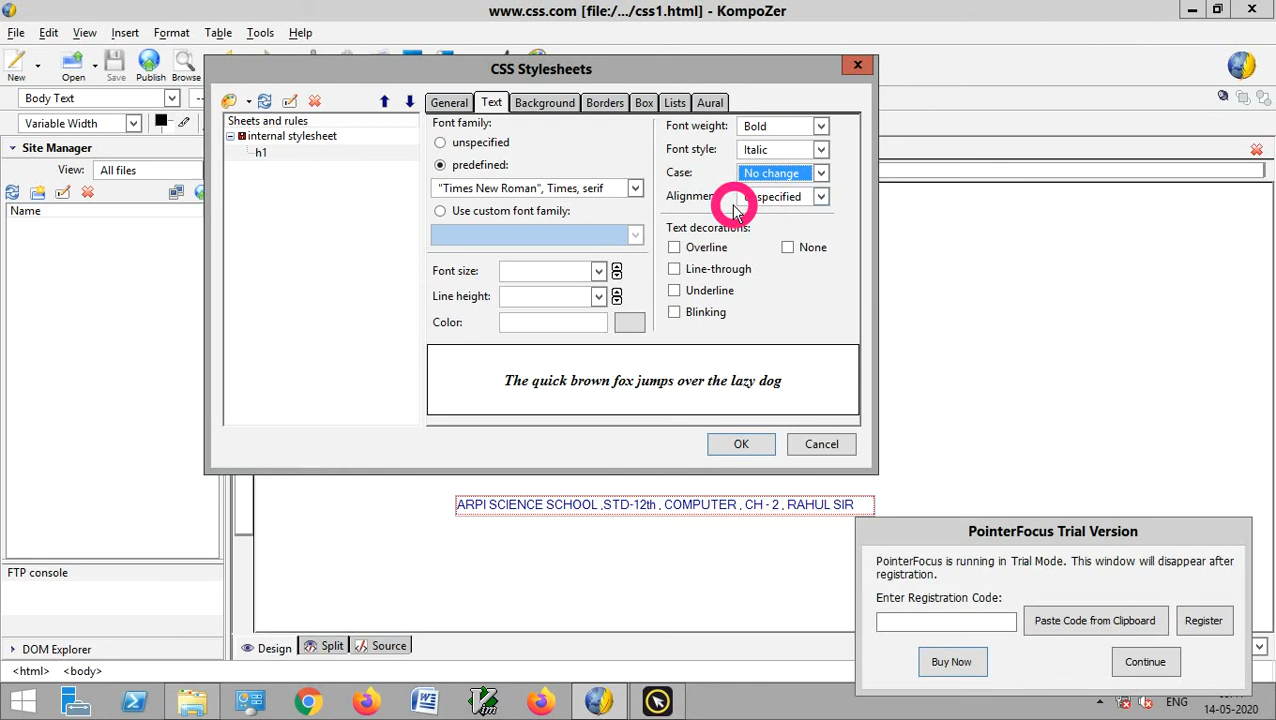 www.css.com [file:/.../css1.html] - KompoZer
File Edit View Insert Format Table Tools Help
New Open Save Publish Browse
Body Text
Variable Width
Site Manager
View: All files
Name
FTP console
DOM Explorer
<html> <body>
CSS Stylesheets
General Text Background Borders Box Lists Aural
Sheets and rules
internal stylesheet
h1
Font family:
unspecified
predefined:
"Times New Roman", Times, serif
Use custom font family:
Font size:
Line height:
Color:
Font weight: Bold
Font style: Italic
Case: No change
Text decorations:
Overline None
Line-through
Underline
Blinking
The quick brown fox jumps over the lazy dog
OK Cancel
ARPI SCIENCE SCHOOL ,STD-12th , COMPUTER , CH - 2 , RAHUL SIR
Design Split Source
PointerFocus Trial Version
PointerFocus is running in Trial Mode. This window will disappear after
registration.
Enter Registration Code:
Paste Code from Clipboard Register
Buy Now Continue
ENG
14-05-2020